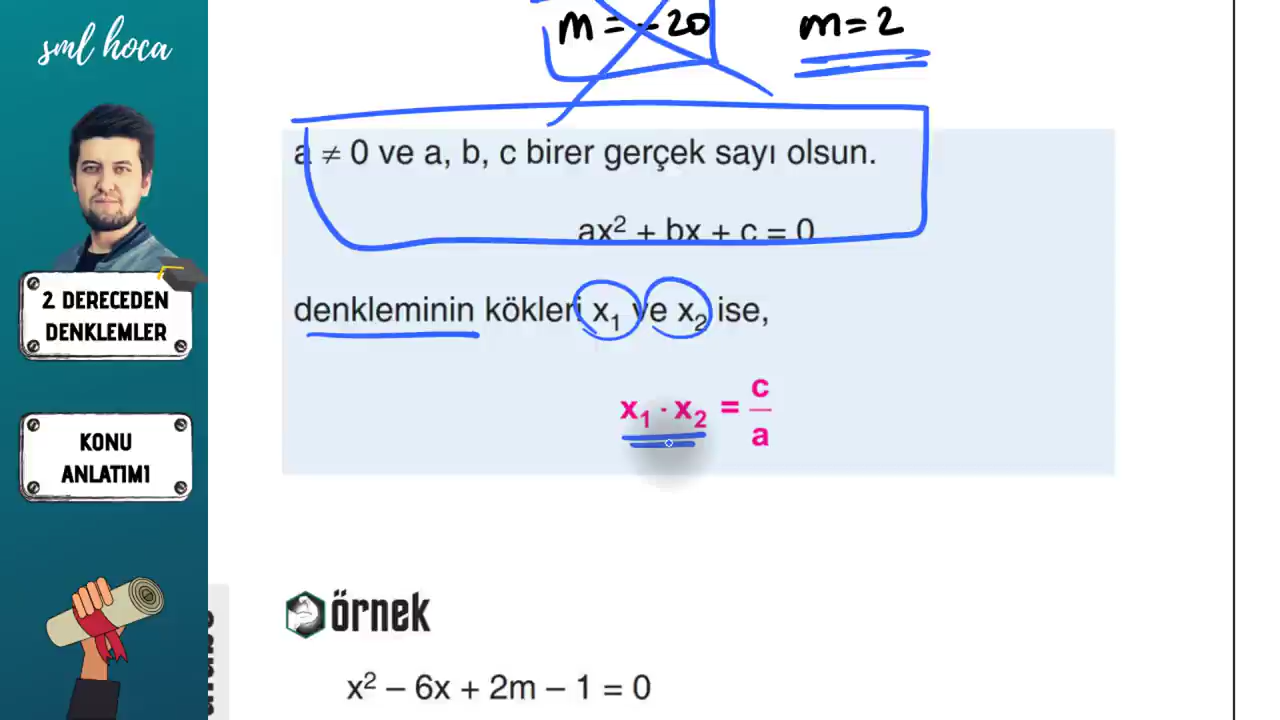 sml hoca
2 DERECEDEN
DENKLEMLER
KONU
ANLATIMI
m = -20
m = 2
a ≠ 0 ve a, b, c birer gerçek sayı olsun.
ax² + bx + c = 0
denkleminin kökleri x₁ ve x₂ ise,
x₁ · x₂ = c/a
örnek
x² – 6x + 2m – 1 = 0